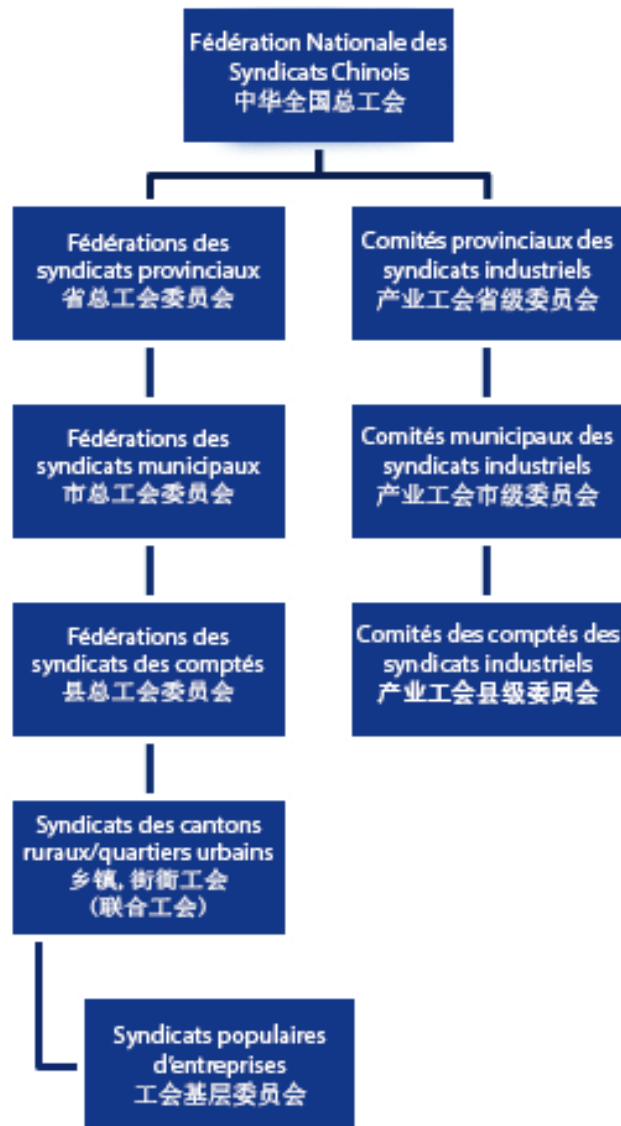 Fédération Nationale des
Syndicats Chinois
中华全国总工会
Fédérations des
syndicats provinciaux
省总工会委员会
Comités provinciaux des
syndicats industriels
产业工会省级委员会
Fédérations des
syndicats municipaux
市总工会委员会
Comités municipaux des
syndicats industriels
产业工会市级委员会
Fédérations des
syndicats des comptés
县总工会委员会
Comités des comptés des
syndicats industriels
产业工会县级委员会
Syndicats des cantons
ruraux/quartiers urbains
乡镇, 街衢工会
(联合工会)
Syndicats populaires
d'entreprises
工会基层委员会